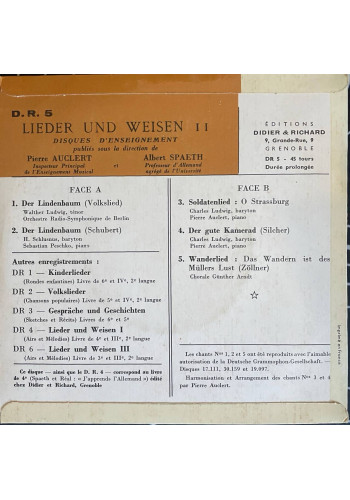 D.R. 5
LIEDER UND WEISEN II
DISQUES D'ENSEIGNEMENT
publiés sous la direction de
Pierre AUCLERT
Inspecteur Principal
de l'Enseignement Musical
et
Albert SPAETH
Professeur d'Allemand
agrégé de l'Université
ÉDITIONS
DIDIER & RICHARD
9, Grande-Rue, 9
GRENOBLE
DR 5 - 45 tours
Durée prolongée
FACE A
1. Der Lindenbaum (Volkslied)
Walther Ludwig, ténor
Orchestre Radio-Symphonique de Berlin
2. Der Lindenbaum (Schubert)
H. Schlusnus, baryton
Sebastian Peschko, piano
Autres enregistrements :
DR 1 — Kinderlieder
(Rondes enfantines) Livres de 6e et IVe, 2e langue
DR 2 — Volkslieder
(Chansons populaires) Livres de 5e et IVe, 2e langue
DR 3 — Gespräche und Geschichten
(Sketches et Récits) Livres de 6e et 5e
DR 4 — Lieder und Weisen I
(Airs et Mélodies) Livres de 4e et IIIe, 2e langue
DR 6 — Lieder und Weisen III
(Airs et Mélodies) Livres de 3e et IIe, 2e langue
Ce disque — ainsi que le D. R. 4 — correspond au livre
de 4e (Spaeth et Réal : « J'apprends l'Allemand ») édité
chez Didier et Richard, Grenoble
FACE B
3. Soldatenlied : O Strassburg
Charles Ludwig, baryton
Pierre Auclert, piano
4. Der gute Kamerad (Silcher)
Charles Ludwig, baryton
Pierre Auclert, piano
5. Wanderlied : Das Wandern ist des
Müllers Lust (Zöllner)
Chorale Günther Arndt
Les chants Nos 1, 2 et 5 ont été reproduits avec l'aimable
autorisation de la Deutsche Grammophon-Gesellschaft. —
Disques 17.111, 30.159 et 19.097.
Harmonisation et Arrangement des chants Nos 3 et 4
par Pierre Auclert.